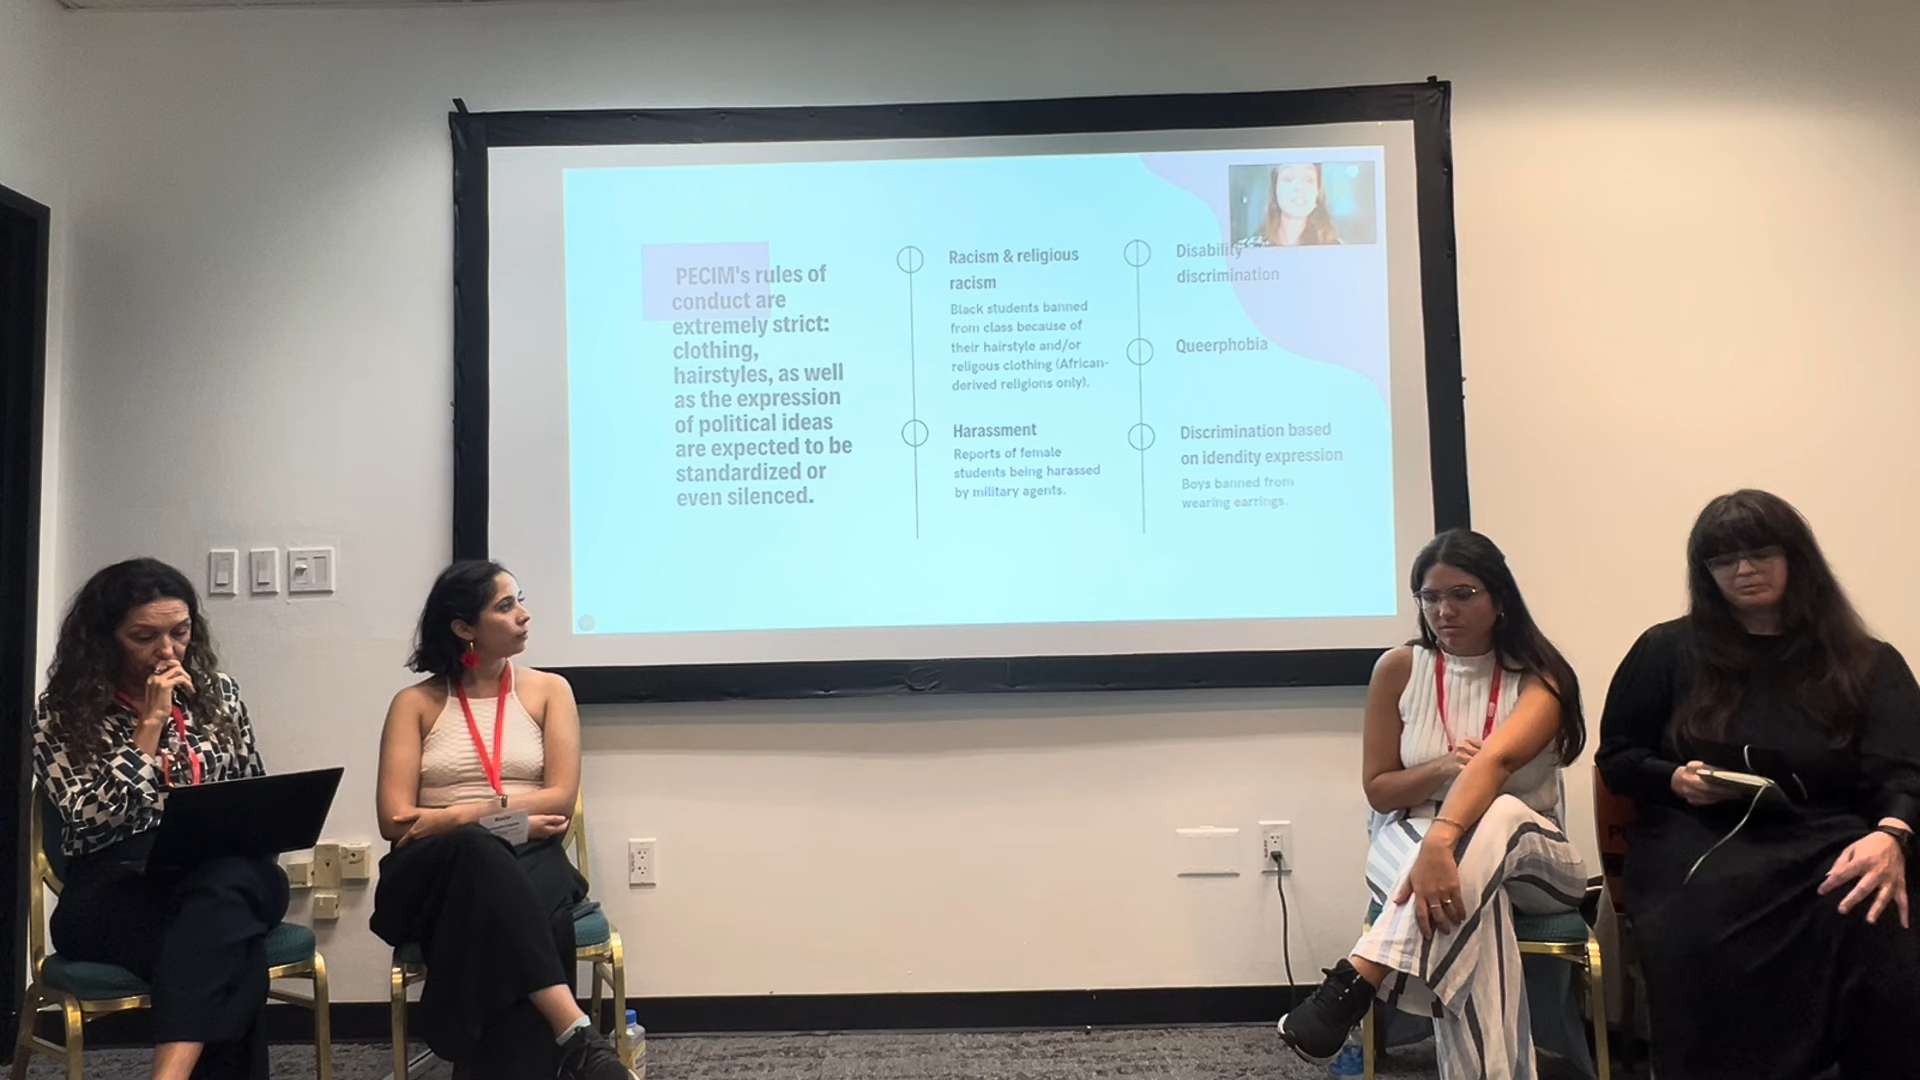 PECIM's rules of
conduct are
extremely strict:
clothing,
hairstyles, as well
as the expression
of political ideas
are expected to be
standardized or
even silenced.
Racism & religious
racism
Black students banned
from class because of
their hairstyle and/or
religous clothing (African-
derived religions only).
Harassment
Reports of female
students being harassed
by military agents.
Disability
discrimination
Queerphobia
Discrimination based
on idendity expression
Boys banned from
wearing earrings.